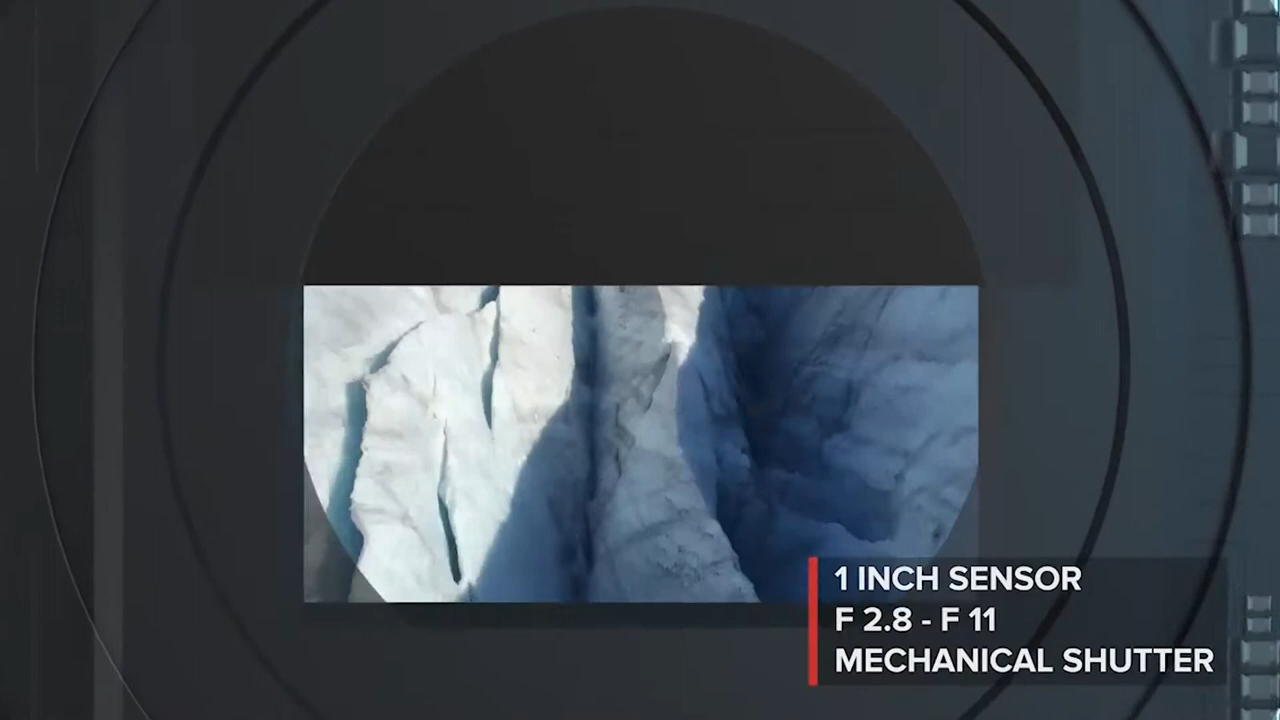 1 INCH SENSOR
F 2.8 - F 11
MECHANICAL SHUTTER